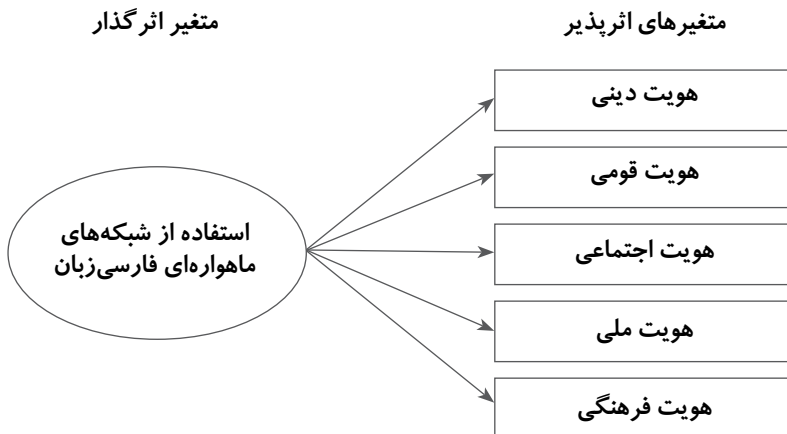 متغیرهای اثرپذیر
متغیر اثرگذار
هویت دینی
هویت قومی
هویت اجتماعی
هویت ملی
هویت فرهنگی
استفاده از شبکه‌های
ماهواره‌ای فارسی‌زبان